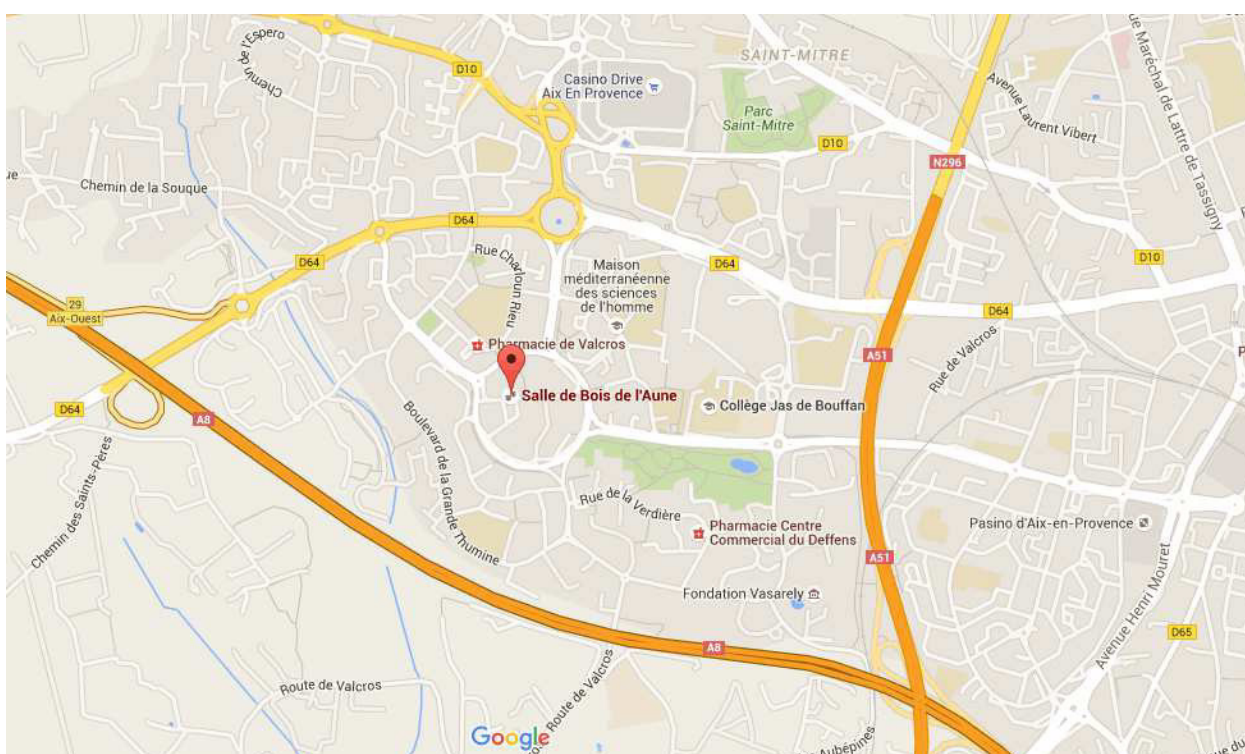 Chemin de l'Espero
D10
Casino Drive
Aix En Provence
SAINT-MITRE
Parc
Saint-Mitre
D10
Avenue Laurent Vibert
Maréchal de Lattre de Tassigny
N296
Chemin de la Souque
D64
D64
Rue Charloun Rieu
Maison
méditerranéenne
des sciences
de l'homme
D64
D10
29
Aix-Ouest
D64
Pharmacie de Valcros
A51
Rue de Valcros
Salle de Bois de l'Aune
Collège Jas de Bouffan
D64
A8
Boulevard de la Grande Thumine
Chemin des Saints-Pères
Rue de la Verdière
Pharmacie Centre
Commercial du Deffens
Pasino d'Aix-en-Provence
A51
Fondation Vasarely
Avenue Henri Mouret
D65
A8
Route de Valcros
Route de Valcros
Google
Aubépines